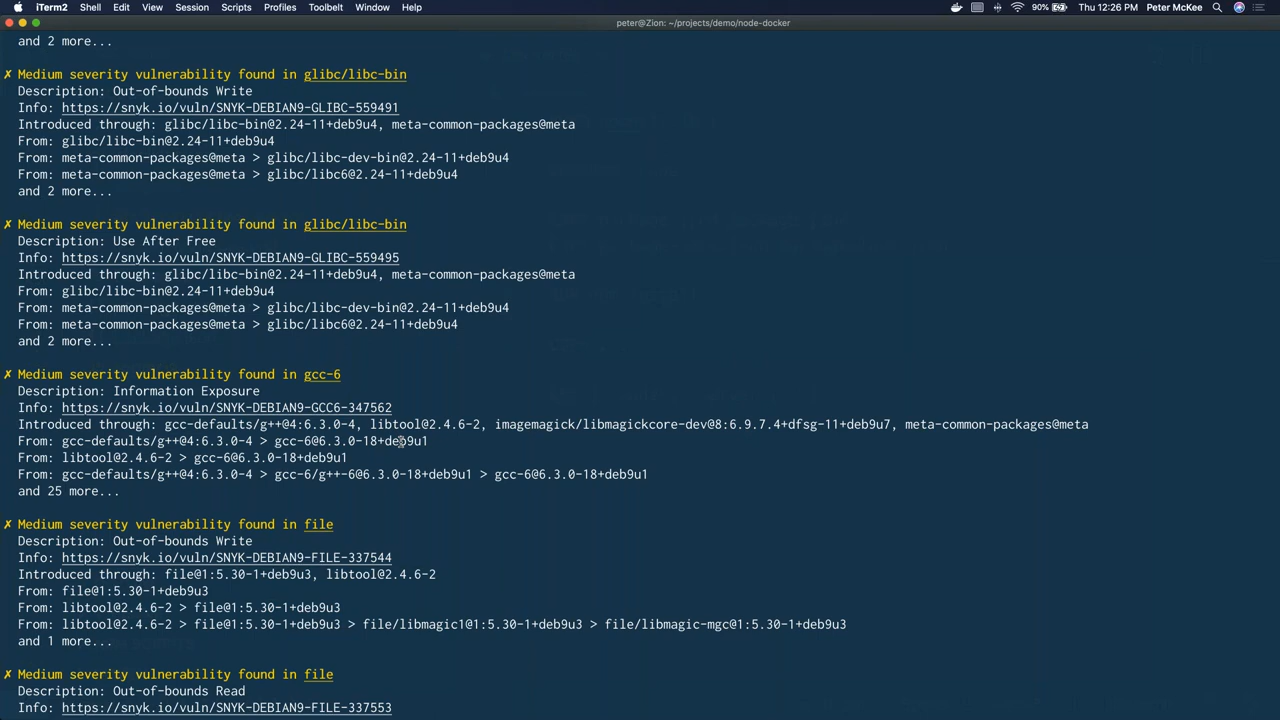 iTerm2 Shell Edit View Session Scripts Profiles Toolbelt Window Help 90% Thu 12:26 PM Peter McKee
peter@Zion: ~/projects/demo/node-docker
and 2 more...
✗ Medium severity vulnerability found in glibc/libc-bin
Description: Out-of-bounds Write
Info: https://snyk.io/vuln/SNYK-DEBIAN9-GLIBC-559491
Introduced through: glibc/libc-bin@2.24-11+deb9u4, meta-common-packages@meta
From: glibc/libc-bin@2.24-11+deb9u4
From: meta-common-packages@meta > glibc/libc-dev-bin@2.24-11+deb9u4
From: meta-common-packages@meta > glibc/libc6@2.24-11+deb9u4
and 2 more...
✗ Medium severity vulnerability found in glibc/libc-bin
Description: Use After Free
Info: https://snyk.io/vuln/SNYK-DEBIAN9-GLIBC-559495
Introduced through: glibc/libc-bin@2.24-11+deb9u4, meta-common-packages@meta
From: glibc/libc-bin@2.24-11+deb9u4
From: meta-common-packages@meta > glibc/libc-dev-bin@2.24-11+deb9u4
From: meta-common-packages@meta > glibc/libc6@2.24-11+deb9u4
and 2 more...
✗ Medium severity vulnerability found in gcc-6
Description: Information Exposure
Info: https://snyk.io/vuln/SNYK-DEBIAN9-GCC6-347562
Introduced through: gcc-defaults/g++@4:6.3.0-4, libtool@2.4.6-2, imagemagick/libmagickcore-dev@8:6.9.7.4+dfsg-11+deb9u7, meta-common-packages@meta
From: gcc-defaults/g++@4:6.3.0-4 > gcc-6@6.3.0-18+deb9u1
From: libtool@2.4.6-2 > gcc-6@6.3.0-18+deb9u1
From: gcc-defaults/g++@4:6.3.0-4 > gcc-6/g++-6@6.3.0-18+deb9u1 > gcc-6@6.3.0-18+deb9u1
and 25 more...
✗ Medium severity vulnerability found in file
Description: Out-of-bounds Write
Info: https://snyk.io/vuln/SNYK-DEBIAN9-FILE-337544
Introduced through: file@1:5.30-1+deb9u3, libtool@2.4.6-2
From: file@1:5.30-1+deb9u3
From: libtool@2.4.6-2 > file@1:5.30-1+deb9u3
From: libtool@2.4.6-2 > file@1:5.30-1+deb9u3 > file/libmagic1@1:5.30-1+deb9u3 > file/libmagic-mgc@1:5.30-1+deb9u3
and 1 more...
✗ Medium severity vulnerability found in file
Description: Out-of-bounds Read
Info: https://snyk.io/vuln/SNYK-DEBIAN9-FILE-337553